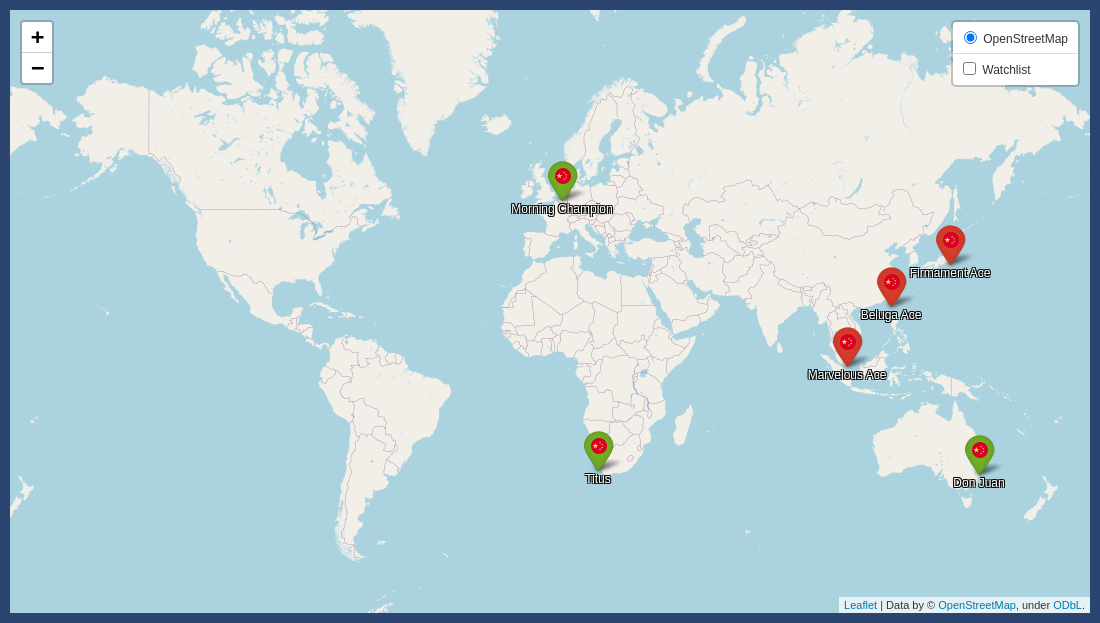 +
−
OpenStreetMap
Watchlist
Morning Champion
Firmament Ace
Beluga Ace
Marvelous Ace
Titus
Don Juan
Leaflet | Data by © OpenStreetMap, under ODbL.